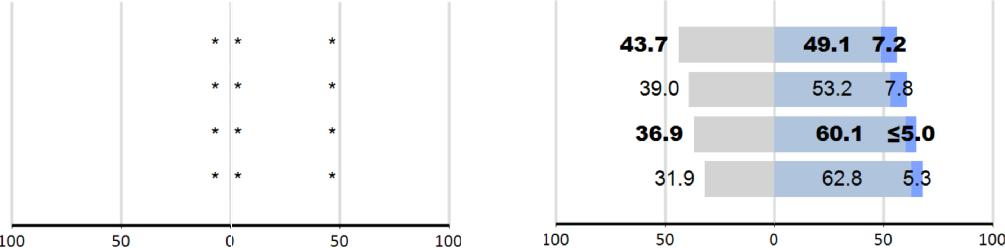 * * * 43.7 49.1 7.2
* * * 39.0 53.2 7.8
* * * 36.9 60.1 ≤5.0
* * * 31.9 62.8 5.3
100 50 0 50 100 100 50 0 50 100